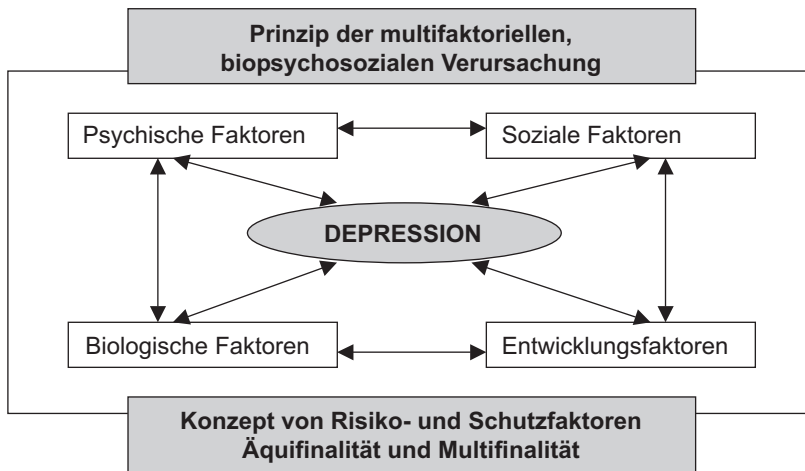 Prinzip der multifaktoriellen,
biopsychosozialen Verursachung
Psychische Faktoren
Soziale Faktoren
DEPRESSION
Biologische Faktoren
Entwicklungsfaktoren
Konzept von Risiko- und Schutzfaktoren
Äquifinalität und Multifinalität